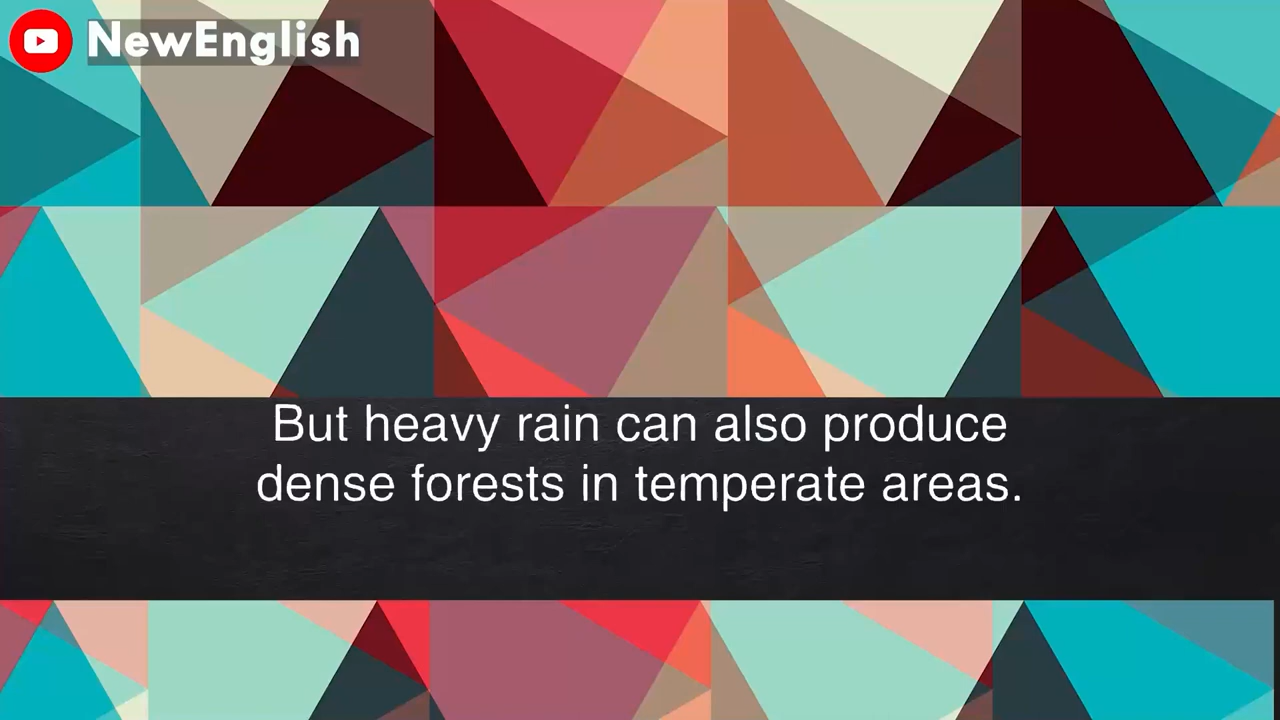 NewEnglish
But heavy rain can also produce
dense forests in temperate areas.